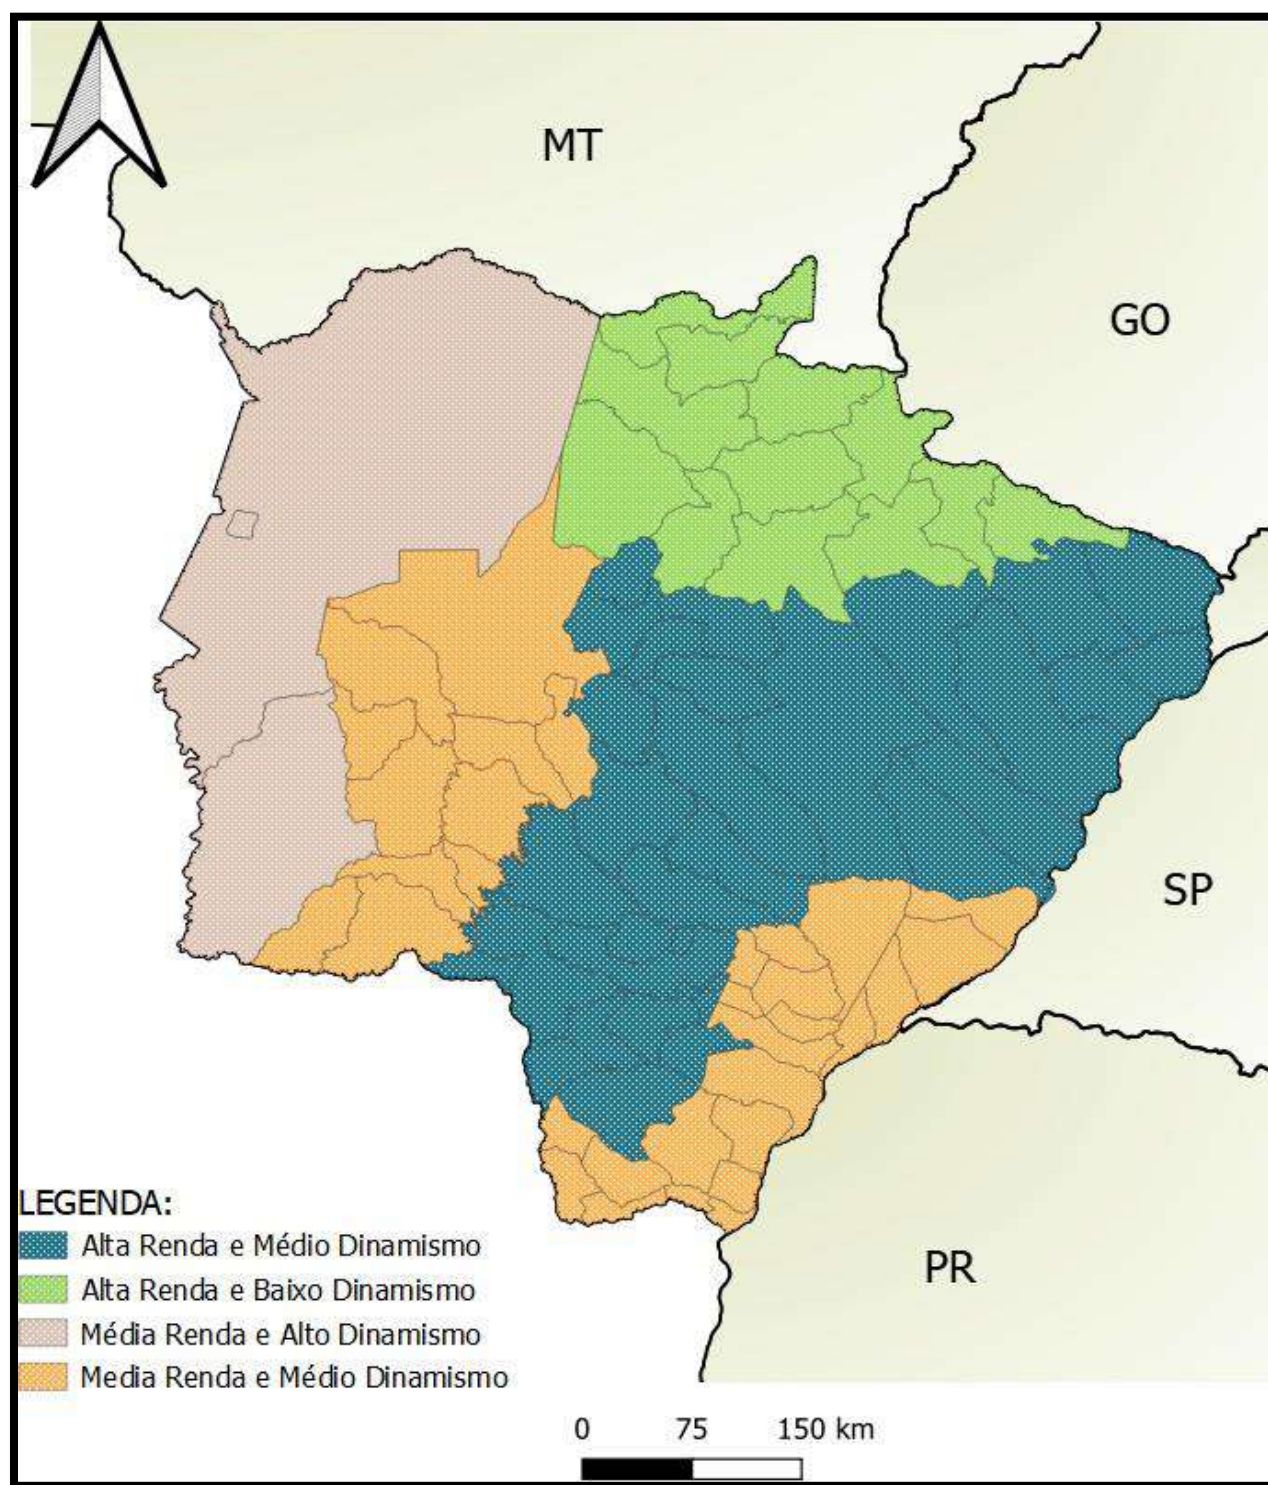 MT
GO
SP
PR
LEGENDA:
Alta Renda e Médio Dinamismo
Alta Renda e Baixo Dinamismo
Média Renda e Alto Dinamismo
Media Renda e Médio Dinamismo
0 75 150 km